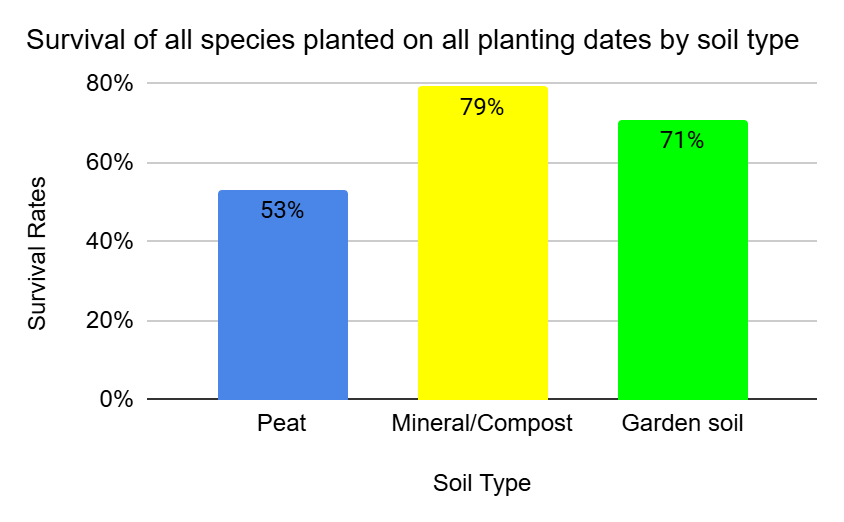 Survival of all species planted on all planting dates by soil type
80%
60%
40%
20%
0%
Survival Rates
53%
79%
71%
Peat
Mineral/Compost
Garden soil
Soil Type